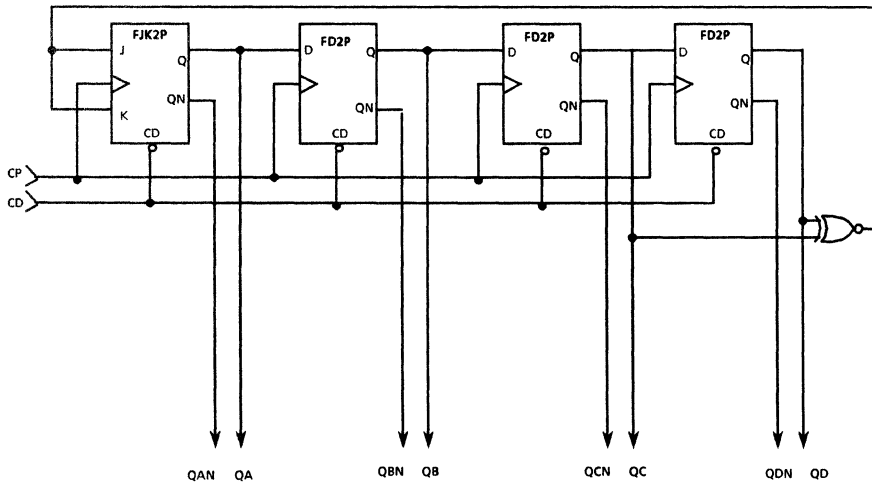 FJK2P FD2P FD2P FD2P
J Q D Q D Q D Q
K QN QN QN QN
CD CD CD CD
CP
CD
QAN QA QBN QB QCN QC QDN QD